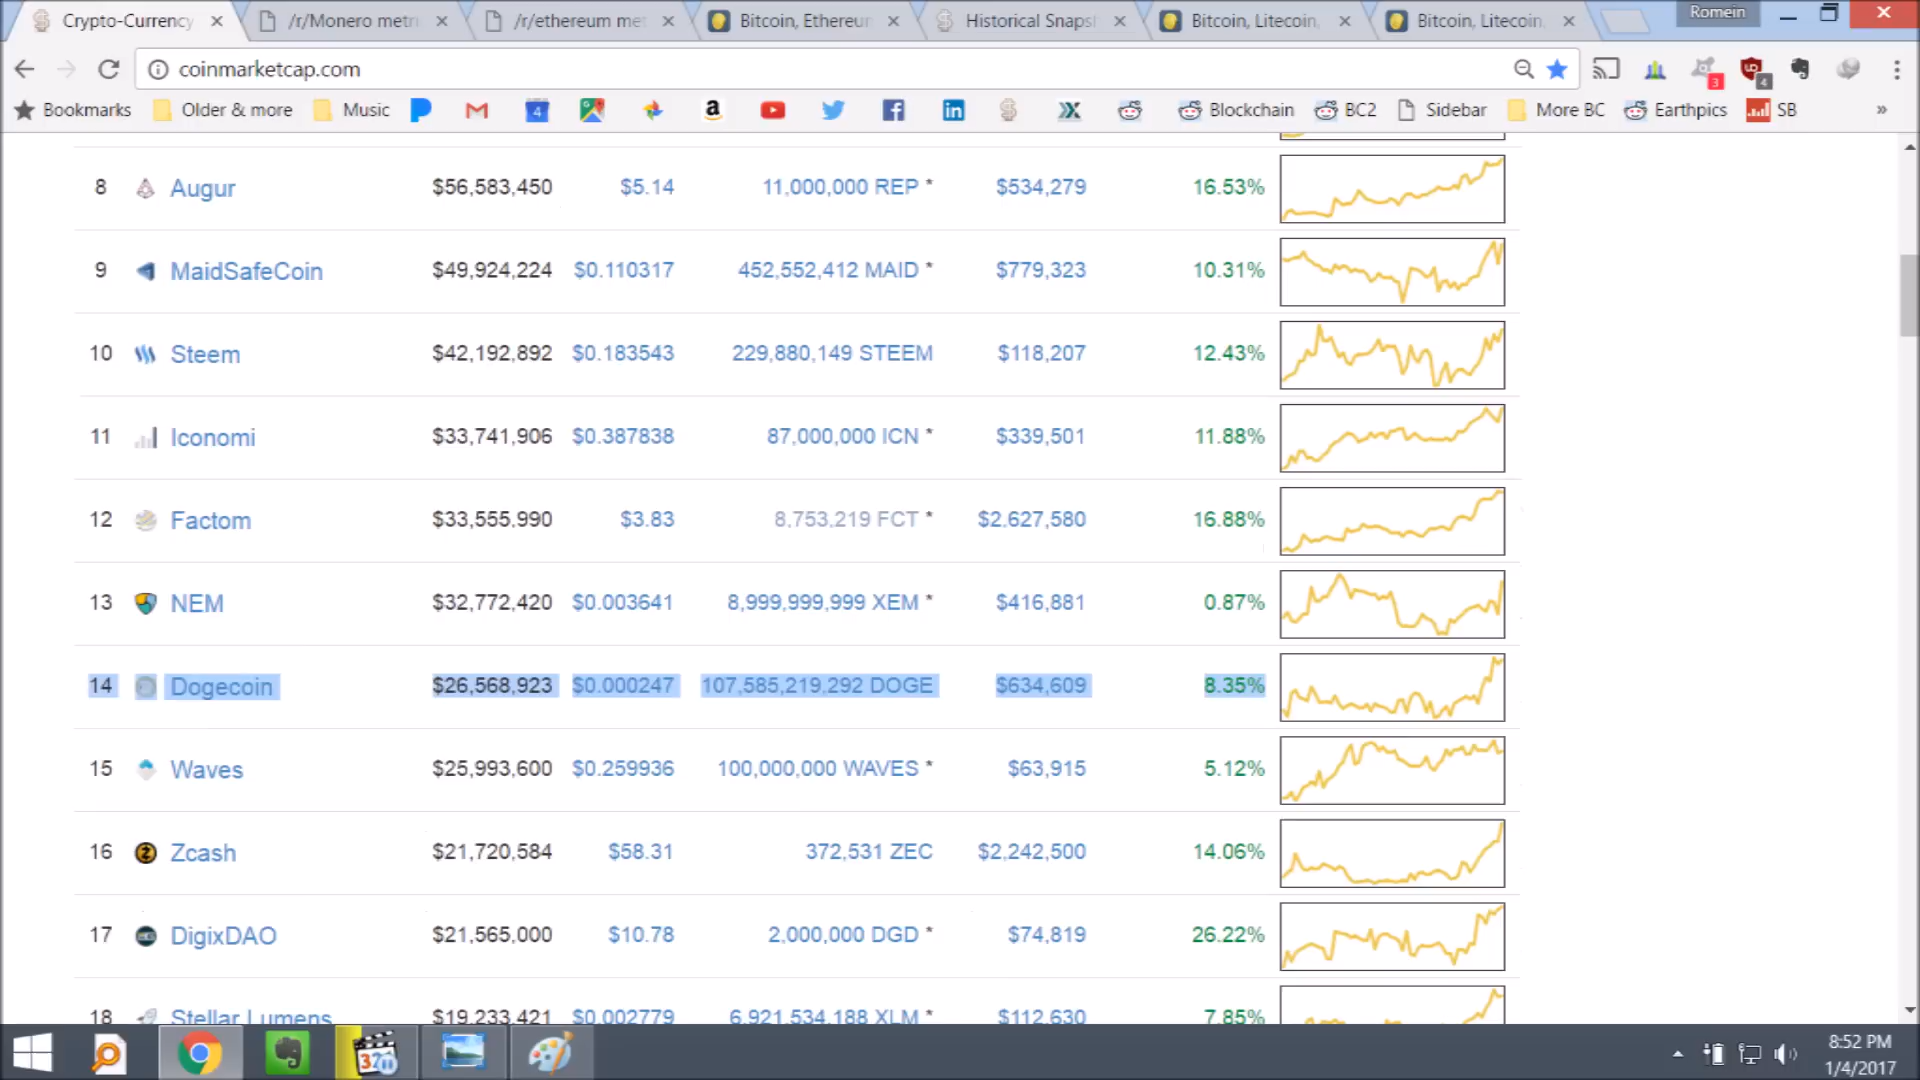 Crypto-Currency /r/Monero metri /r/ethereum met Bitcoin, Ethereum Historical Snapsh Bitcoin, Litecoin, Bitcoin, Litecoin, Romein
coinmarketcap.com 3 4
Bookmarks Older & more Music 4 Blockchain BC2 Sidebar More BC Earthpics SB »
8 Augur $56,583,450 $5.14 11,000,000 REP * $534,279 16.53%
9 MaidSafeCoin $49,924,224 $0.110317 452,552,412 MAID * $779,323 10.31%
10 Steem $42,192,892 $0.183543 229,880,149 STEEM $118,207 12.43%
11 Iconomi $33,741,906 $0.387838 87,000,000 ICN * $339,501 11.88%
12 Factom $33,555,990 $3.83 8,753,219 FCT * $2,627,580 16.88%
13 NEM $32,772,420 $0.003641 8,999,999,999 XEM * $416,881 0.87%
14 Dogecoin $26,568,923 $0.000247 107,585,219,292 DOGE $634,609 8.35%
15 Waves $25,993,600 $0.259936 100,000,000 WAVES * $63,915 5.12%
16 Zcash $21,720,584 $58.31 372,531 ZEC $2,242,500 14.06%
17 DigixDAO $21,565,000 $10.78 2,000,000 DGD * $74,819 26.22%
18 Stellar Lumens $19,233,421 $0.002779 6,921,534,188 XLM * $112,630 7.85%
8:52 PM
1/4/2017